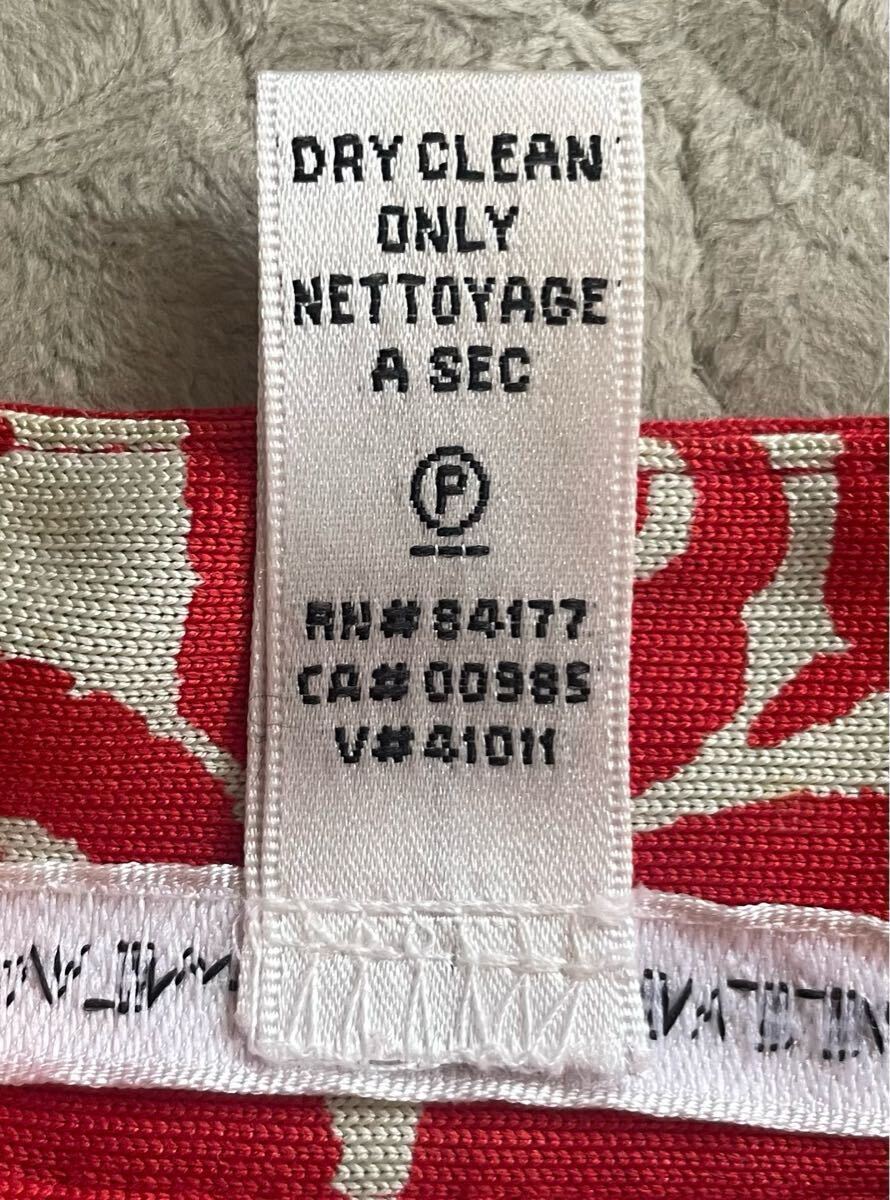 DRY CLEAN
ONLY
NETTOYAGE
A SEC
P
RN# 84177
CA# 00985
V# 41011